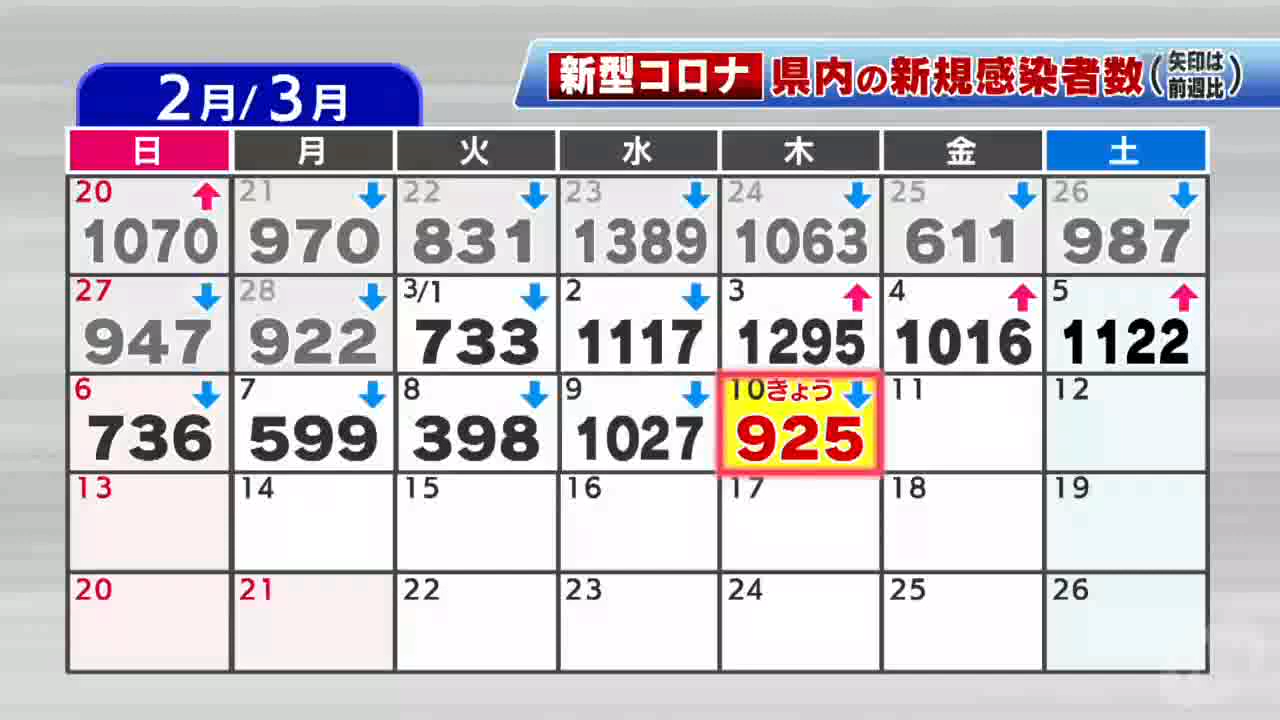 新型コロナ 県内の新規感染者数(矢印は前週比)
2月/3月
日 月 火 水 木 金 土
20 ↑ 21 ↓ 22 ↓ 23 ↓ 24 ↓ 25 ↓ 26 ↓
1070 970 831 1389 1063 611 987
27 ↓ 28 ↓ 3/1 ↓ 2 ↓ 3 ↑ 4 ↑ 5 ↑
947 922 733 1117 1295 1016 1122
6 ↓ 7 ↓ 8 ↓ 9 ↓ 10きょう ↓ 11 12
736 599 398 1027 925
13 14 15 16 17 18 19
20 21 22 23 24 25 26